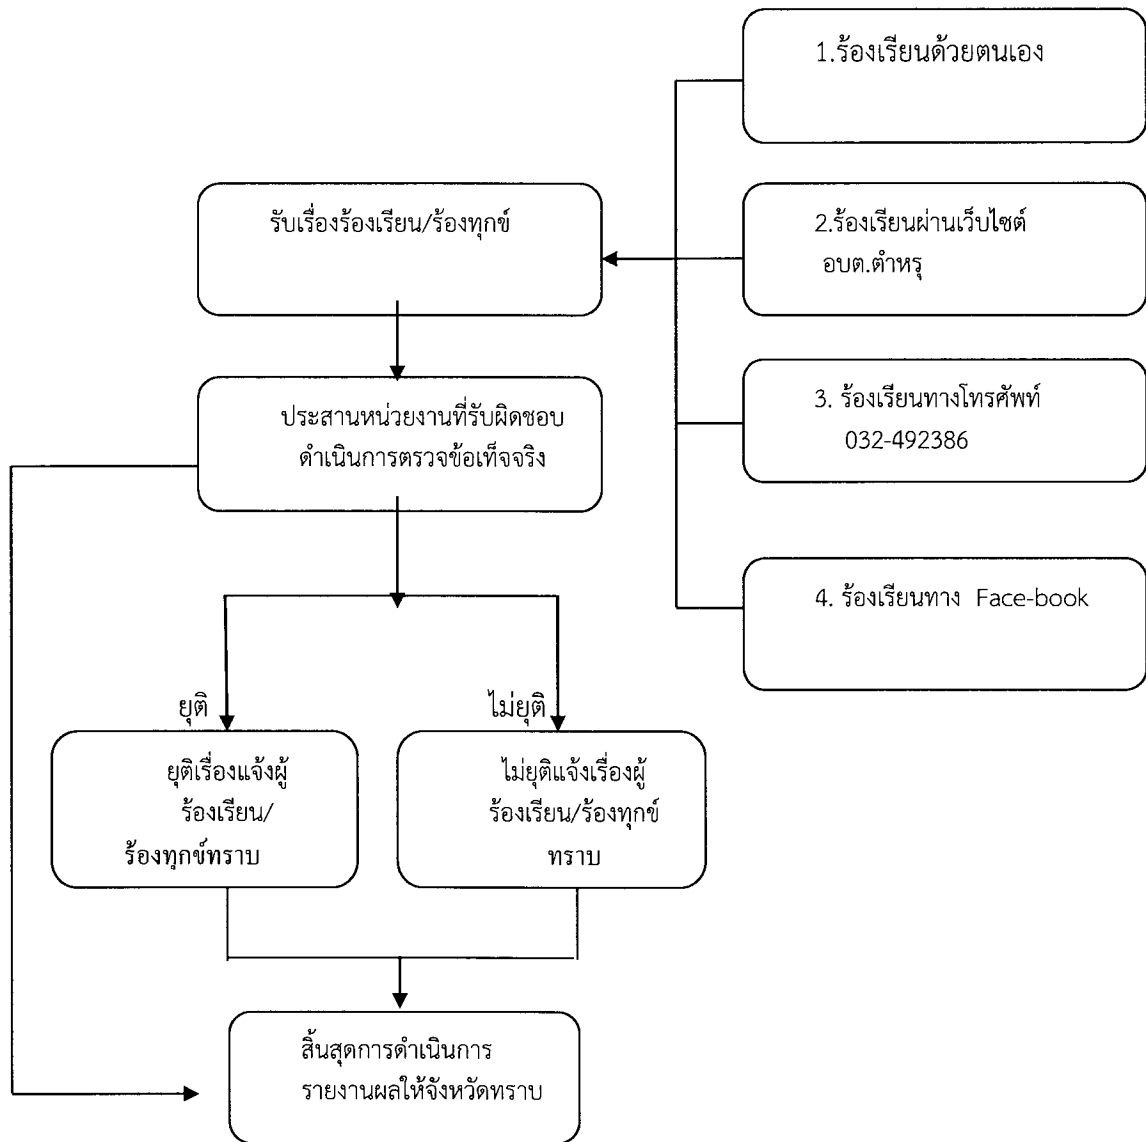 1.ร้องเรียนด้วยตนเอง
รับเรื่องร้องเรียน/ร้องทุกข์
2.ร้องเรียนผ่านเว็บไซต์
อบต.ตำหรุ
3. ร้องเรียนทางโทรศัพท์
032-492386
ประสานหน่วยงานที่รับผิดชอบ
ดำเนินการตรวจข้อเท็จจริง
4. ร้องเรียนทาง Face-book
ยุติ
ไม่ยุติ
ยุติเรื่องแจ้งผู้
ร้องเรียน/
ร้องทุกข์ทราบ
ไม่ยุติแจ้งเรื่องผู้
ร้องเรียน/ร้องทุกข์
ทราบ
สิ้นสุดการดำเนินการ
รายงานผลให้จังหวัดทราบ